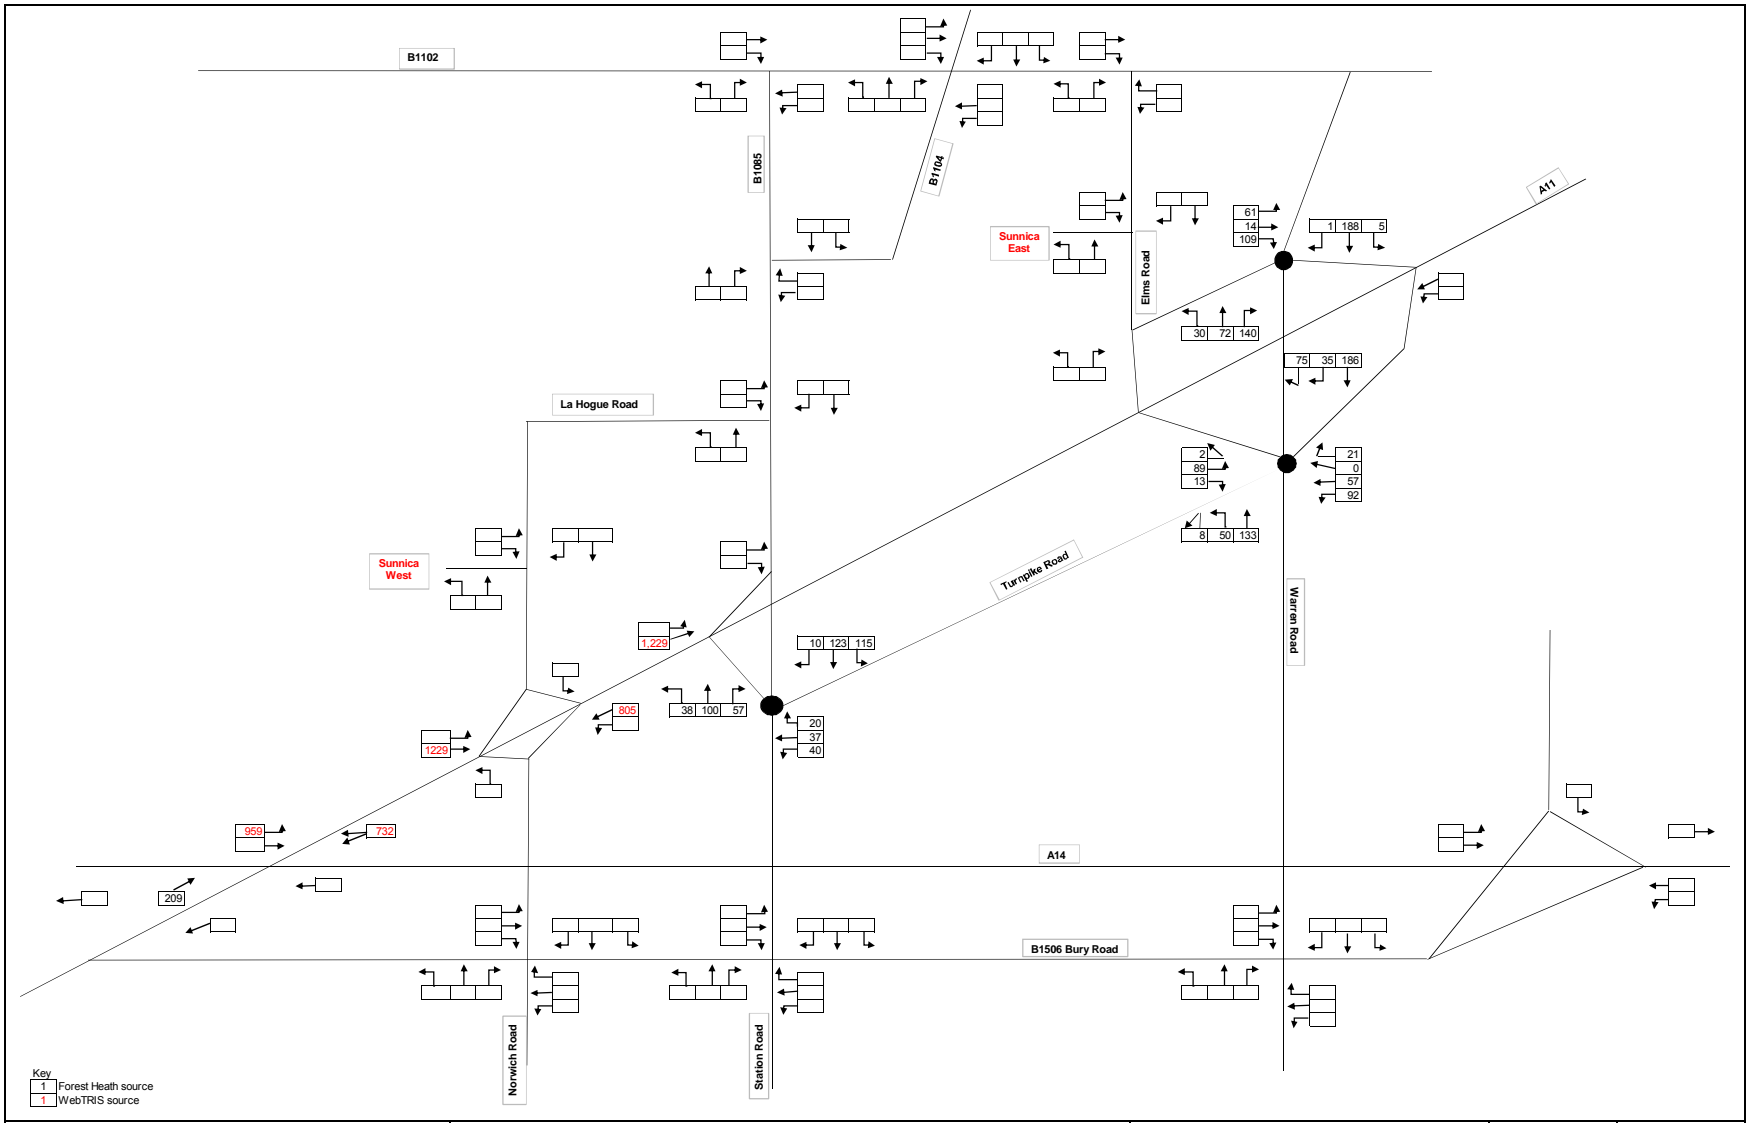 B1102
B1085
B1104
A11
Sunnica
East
Elms Road
61
14
109
1 188 5
30 72 140
75 35 186
La Hogue Road
2
89
13
21
0
57
92
8 50 133
Sunnica
West
Turnpike Road
Warren Road
1,229
10 123 115
805
38 100 57
20
37
40
1229
959
732
A14
209
B1506 Bury Road
Norwich Road
Station Road
Key
1 Forest Heath source
1 WebTRIS source